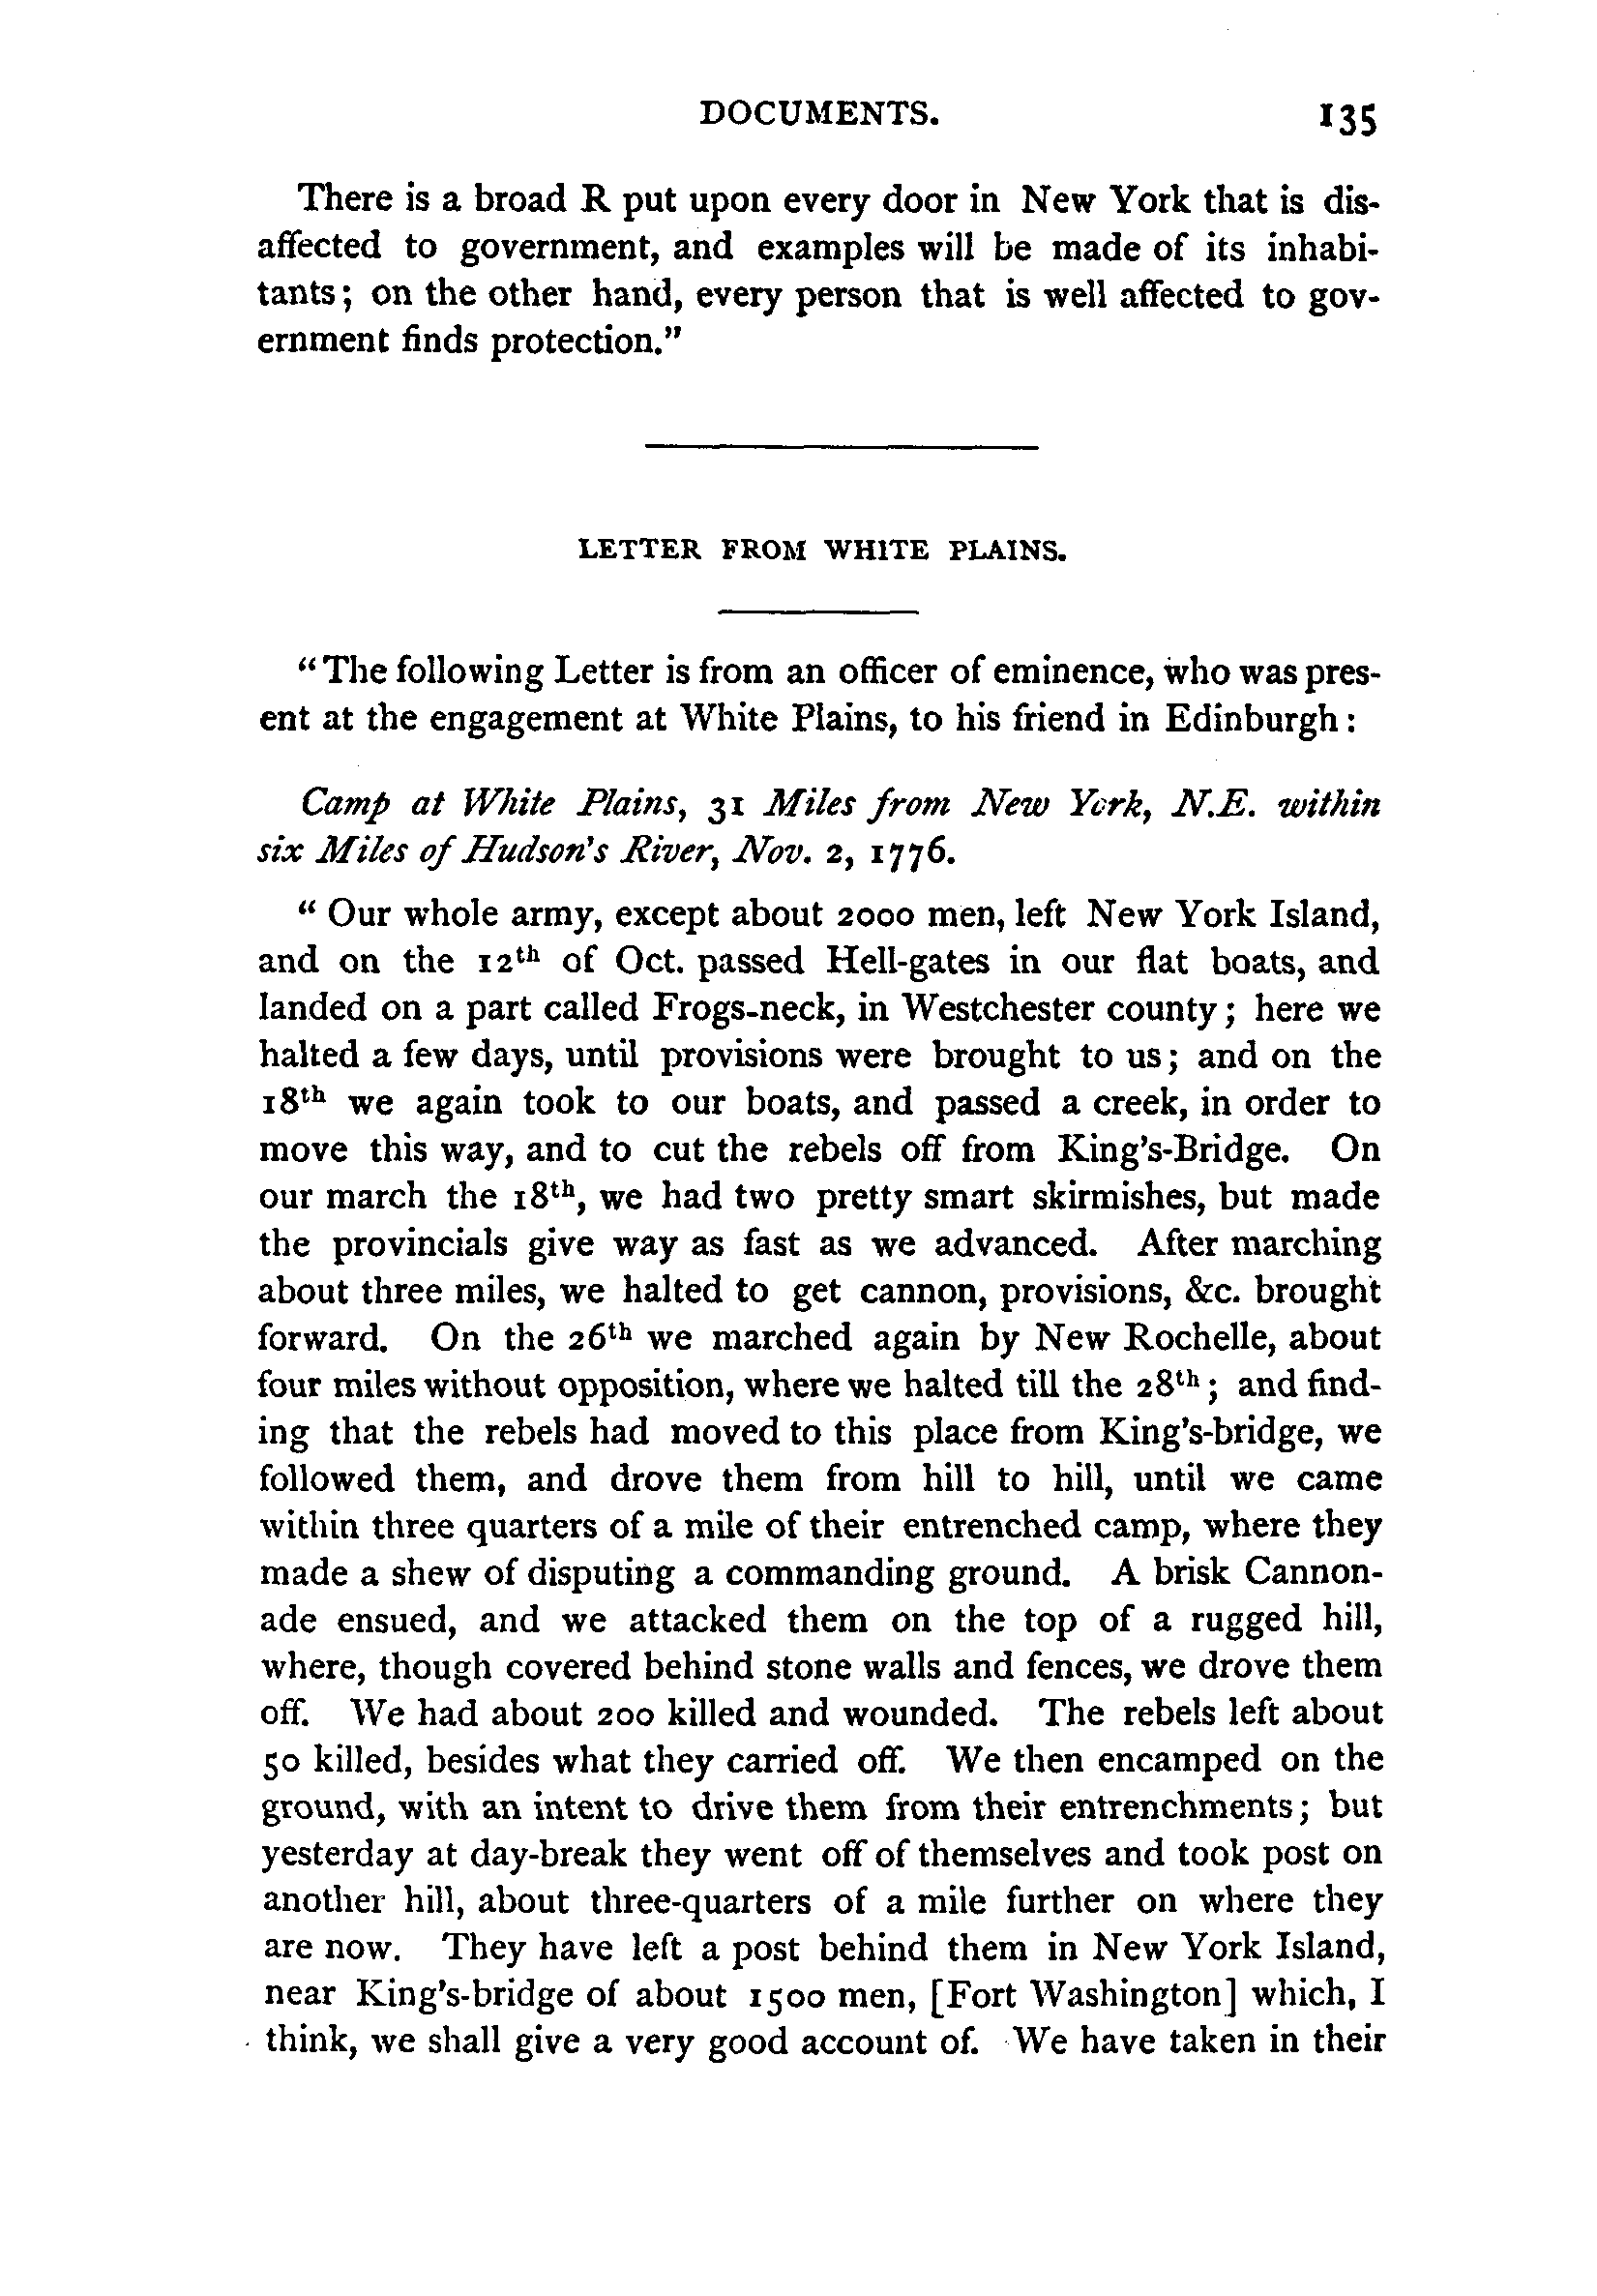 DOCUMENTS. 135
There is a broad R put upon every door in New York that is dis-
affected to government, and examples will be made of its inhabi-
tants; on the other hand, every person that is well affected to gov-
ernment finds protection."
LETTER FROM WHITE PLAINS.
"The following Letter is from an officer of eminence, who was pres-
ent at the engagement at White Plains, to his friend in Edinburgh:
Camp at White Plains, 31 Miles from New York, N.E. within
six Miles of Hudson's River, Nov. 2, 1776.
" Our whole army, except about 2000 men, left New York Island,
and on the 12th of Oct. passed Hell-gates in our flat boats, and
landed on a part called Frogs-neck, in Westchester county; here we
halted a few days, until provisions were brought to us; and on the
18th we again took to our boats, and passed a creek, in order to
move this way, and to cut the rebels off from King's-Bridge. On
our march the 18th, we had two pretty smart skirmishes, but made
the provincials give way as fast as we advanced. After marching
about three miles, we halted to get cannon, provisions, &c. brought
forward. On the 26th we marched again by New Rochelle, about
four miles without opposition, where we halted till the 28th; and find-
ing that the rebels had moved to this place from King's-bridge, we
followed them, and drove them from hill to hill, until we came
within three quarters of a mile of their entrenched camp, where they
made a shew of disputing a commanding ground. A brisk Cannon-
ade ensued, and we attacked them on the top of a rugged hill,
where, though covered behind stone walls and fences, we drove them
off. We had about 200 killed and wounded. The rebels left about
50 killed, besides what they carried off. We then encamped on the
ground, with an intent to drive them from their entrenchments; but
yesterday at day-break they went off of themselves and took post on
another hill, about three-quarters of a mile further on where they
are now. They have left a post behind them in New York Island,
near King's-bridge of about 1500 men, [Fort Washington] which, I
think, we shall give a very good account of. We have taken in their